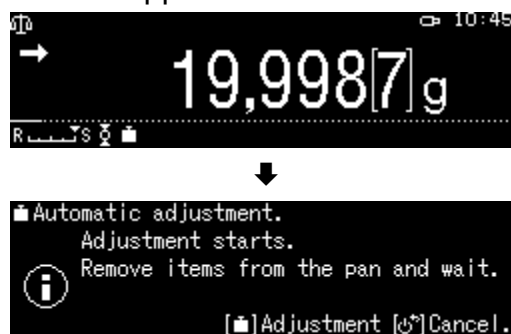 10:45
19,998[7] g
R S
Automatic adjustment.
Adjustment starts.
Remove items from the pan and wait.
[ ]Adjustment [ ]Cancel.